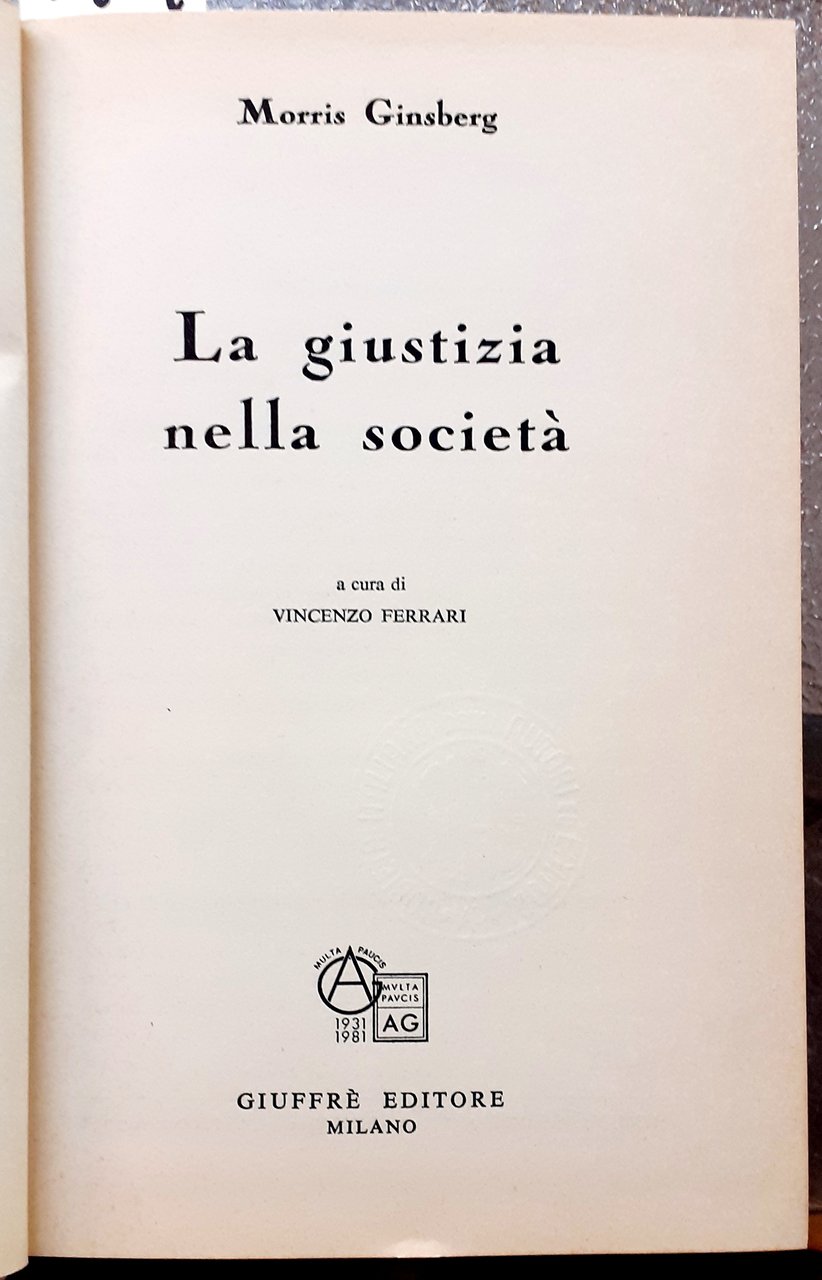 Morris Ginsberg
La giustizia
nella società
a cura di
VINCENZO FERRARI
MULTA PAUCIS
AG
1931
1981
MVLTA
PAVCIS
AG
GIUFFRÈ EDITORE
MILANO